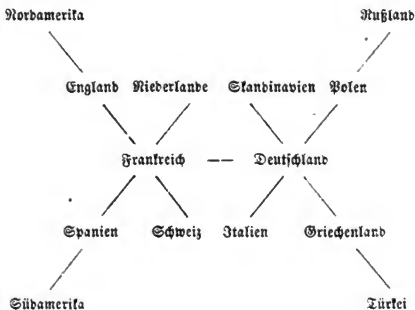 Nordamerika Rußland
England Niederlande Skandinavien Polen
Frankreich —— Deutschland
Spanien Schweiz Italien Griechenland
Südamerika Türkei